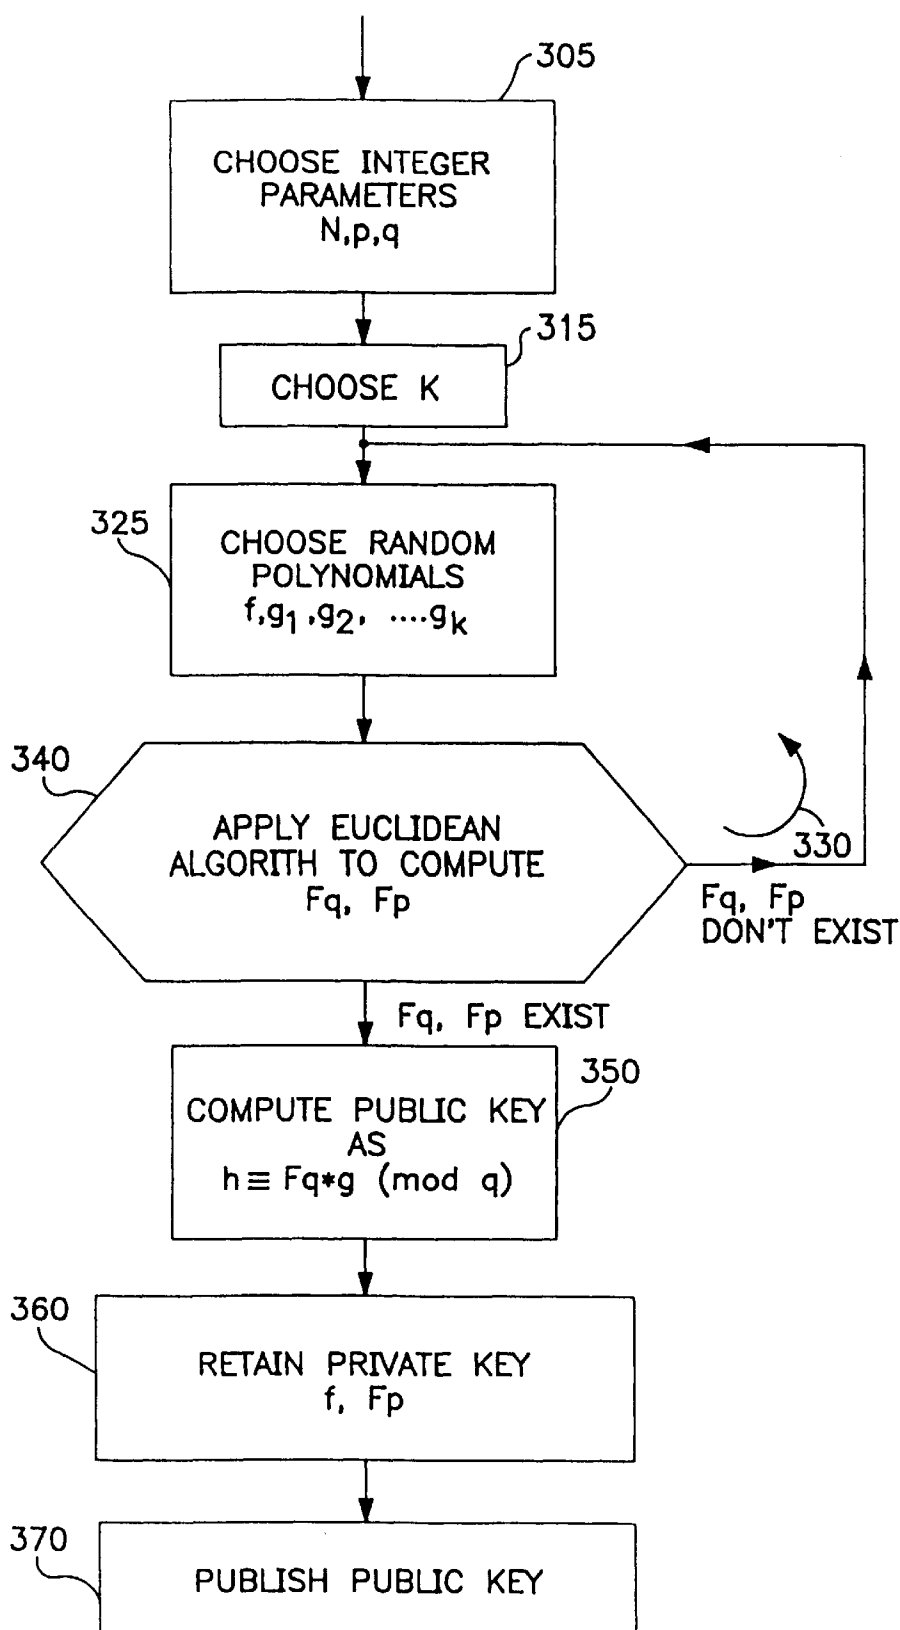 305
CHOOSE INTEGER
PARAMETERS
N,p,q
315
CHOOSE K
325
CHOOSE RANDOM
POLYNOMIALS
f,g₁,g₂, ....gₖ
340
APPLY EUCLIDEAN
ALGORITH TO COMPUTE
Fq, Fp
330
Fq, Fp
DON'T EXIST
Fq, Fp EXIST
350
COMPUTE PUBLIC KEY
AS
h≡ Fq*g (mod q)
360
RETAIN PRIVATE KEY
f, Fp
370
PUBLISH PUBLIC KEY